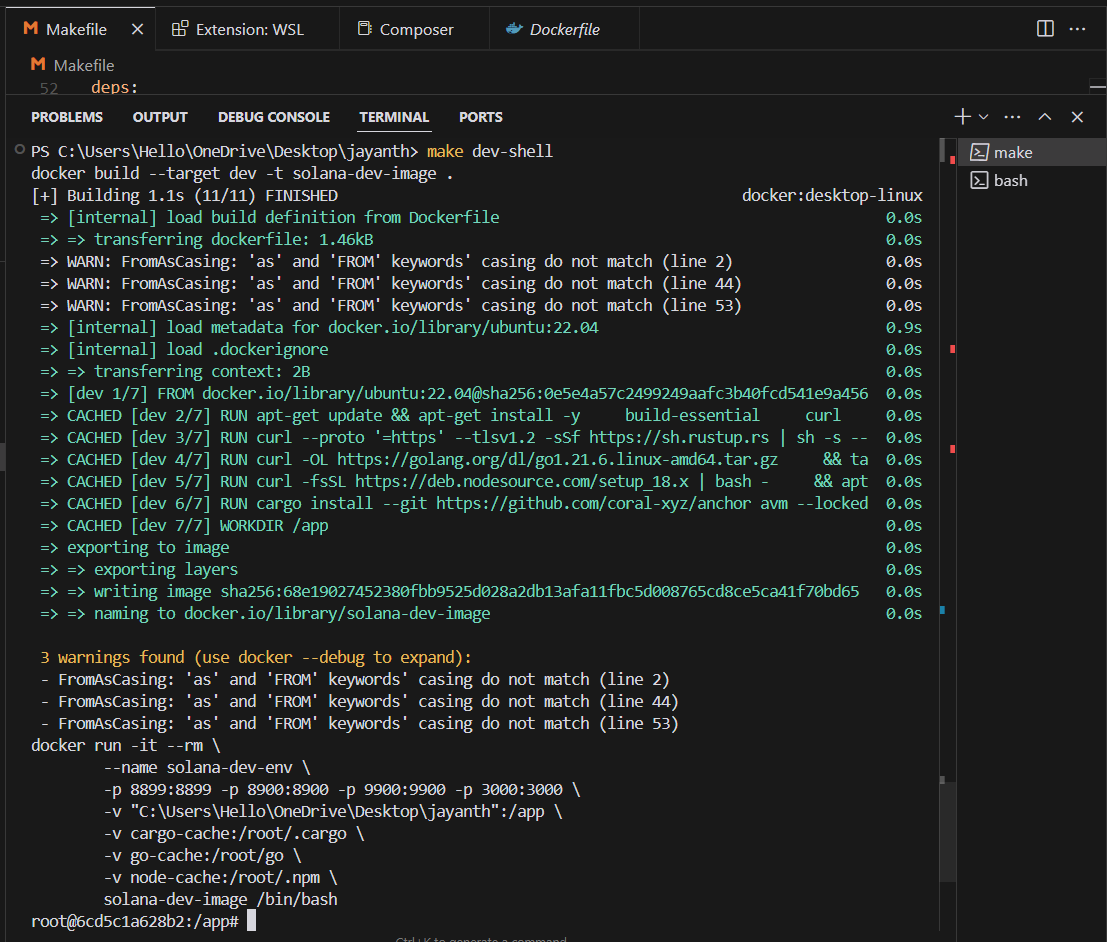 Makefile
Extension: WSL
Composer
Dockerfile
Makefile
52 deps:
PROBLEMS OUTPUT DEBUG CONSOLE TERMINAL PORTS
make
bash
PS C:\Users\Hello\OneDrive\Desktop\jayanth> make dev-shell
docker build --target dev -t solana-dev-image .
[+] Building 1.1s (11/11) FINISHED docker:desktop-linux
=> [internal] load build definition from Dockerfile 0.0s
=> => transferring dockerfile: 1.46kB 0.0s
=> WARN: FromAsCasing: 'as' and 'FROM' keywords' casing do not match (line 2) 0.0s
=> WARN: FromAsCasing: 'as' and 'FROM' keywords' casing do not match (line 44) 0.0s
=> WARN: FromAsCasing: 'as' and 'FROM' keywords' casing do not match (line 53) 0.0s
=> [internal] load metadata for docker.io/library/ubuntu:22.04 0.9s
=> [internal] load .dockerignore 0.0s
=> => transferring context: 2B 0.0s
=> [dev 1/7] FROM docker.io/library/ubuntu:22.04@sha256:0e5e4a57c2499249aafc3b40fcd541e9a456 0.0s
=> CACHED [dev 2/7] RUN apt-get update && apt-get install -y build-essential curl 0.0s
=> CACHED [dev 3/7] RUN curl --proto '=https' --tlsv1.2 -sSf https://sh.rustup.rs | sh -s -- 0.0s
=> CACHED [dev 4/7] RUN curl -OL https://golang.org/dl/go1.21.6.linux-amd64.tar.gz && ta 0.0s
=> CACHED [dev 5/7] RUN curl -fsSL https://deb.nodesource.com/setup_18.x | bash - && apt 0.0s
=> CACHED [dev 6/7] RUN cargo install --git https://github.com/coral-xyz/anchor avm --locked 0.0s
=> CACHED [dev 7/7] WORKDIR /app 0.0s
=> exporting to image 0.0s
=> => exporting layers 0.0s
=> => writing image sha256:68e19027452380fbb9525d028a2db13afa11fbc5d008765cd8ce5ca41f70bd65 0.0s
=> => naming to docker.io/library/solana-dev-image 0.0s
3 warnings found (use docker --debug to expand):
- FromAsCasing: 'as' and 'FROM' keywords' casing do not match (line 2)
- FromAsCasing: 'as' and 'FROM' keywords' casing do not match (line 44)
- FromAsCasing: 'as' and 'FROM' keywords' casing do not match (line 53)
docker run -it --rm \
--name solana-dev-env \
-p 8899:8899 -p 8900:8900 -p 9900:9900 -p 3000:3000 \
-v "C:\Users\Hello\OneDrive\Desktop\jayanth":/app \
-v cargo-cache:/root/.cargo \
-v go-cache:/root/go \
-v node-cache:/root/.npm \
solana-dev-image /bin/bash
root@6cd5c1a628b2:/app#
Ctrl+K to generate a command